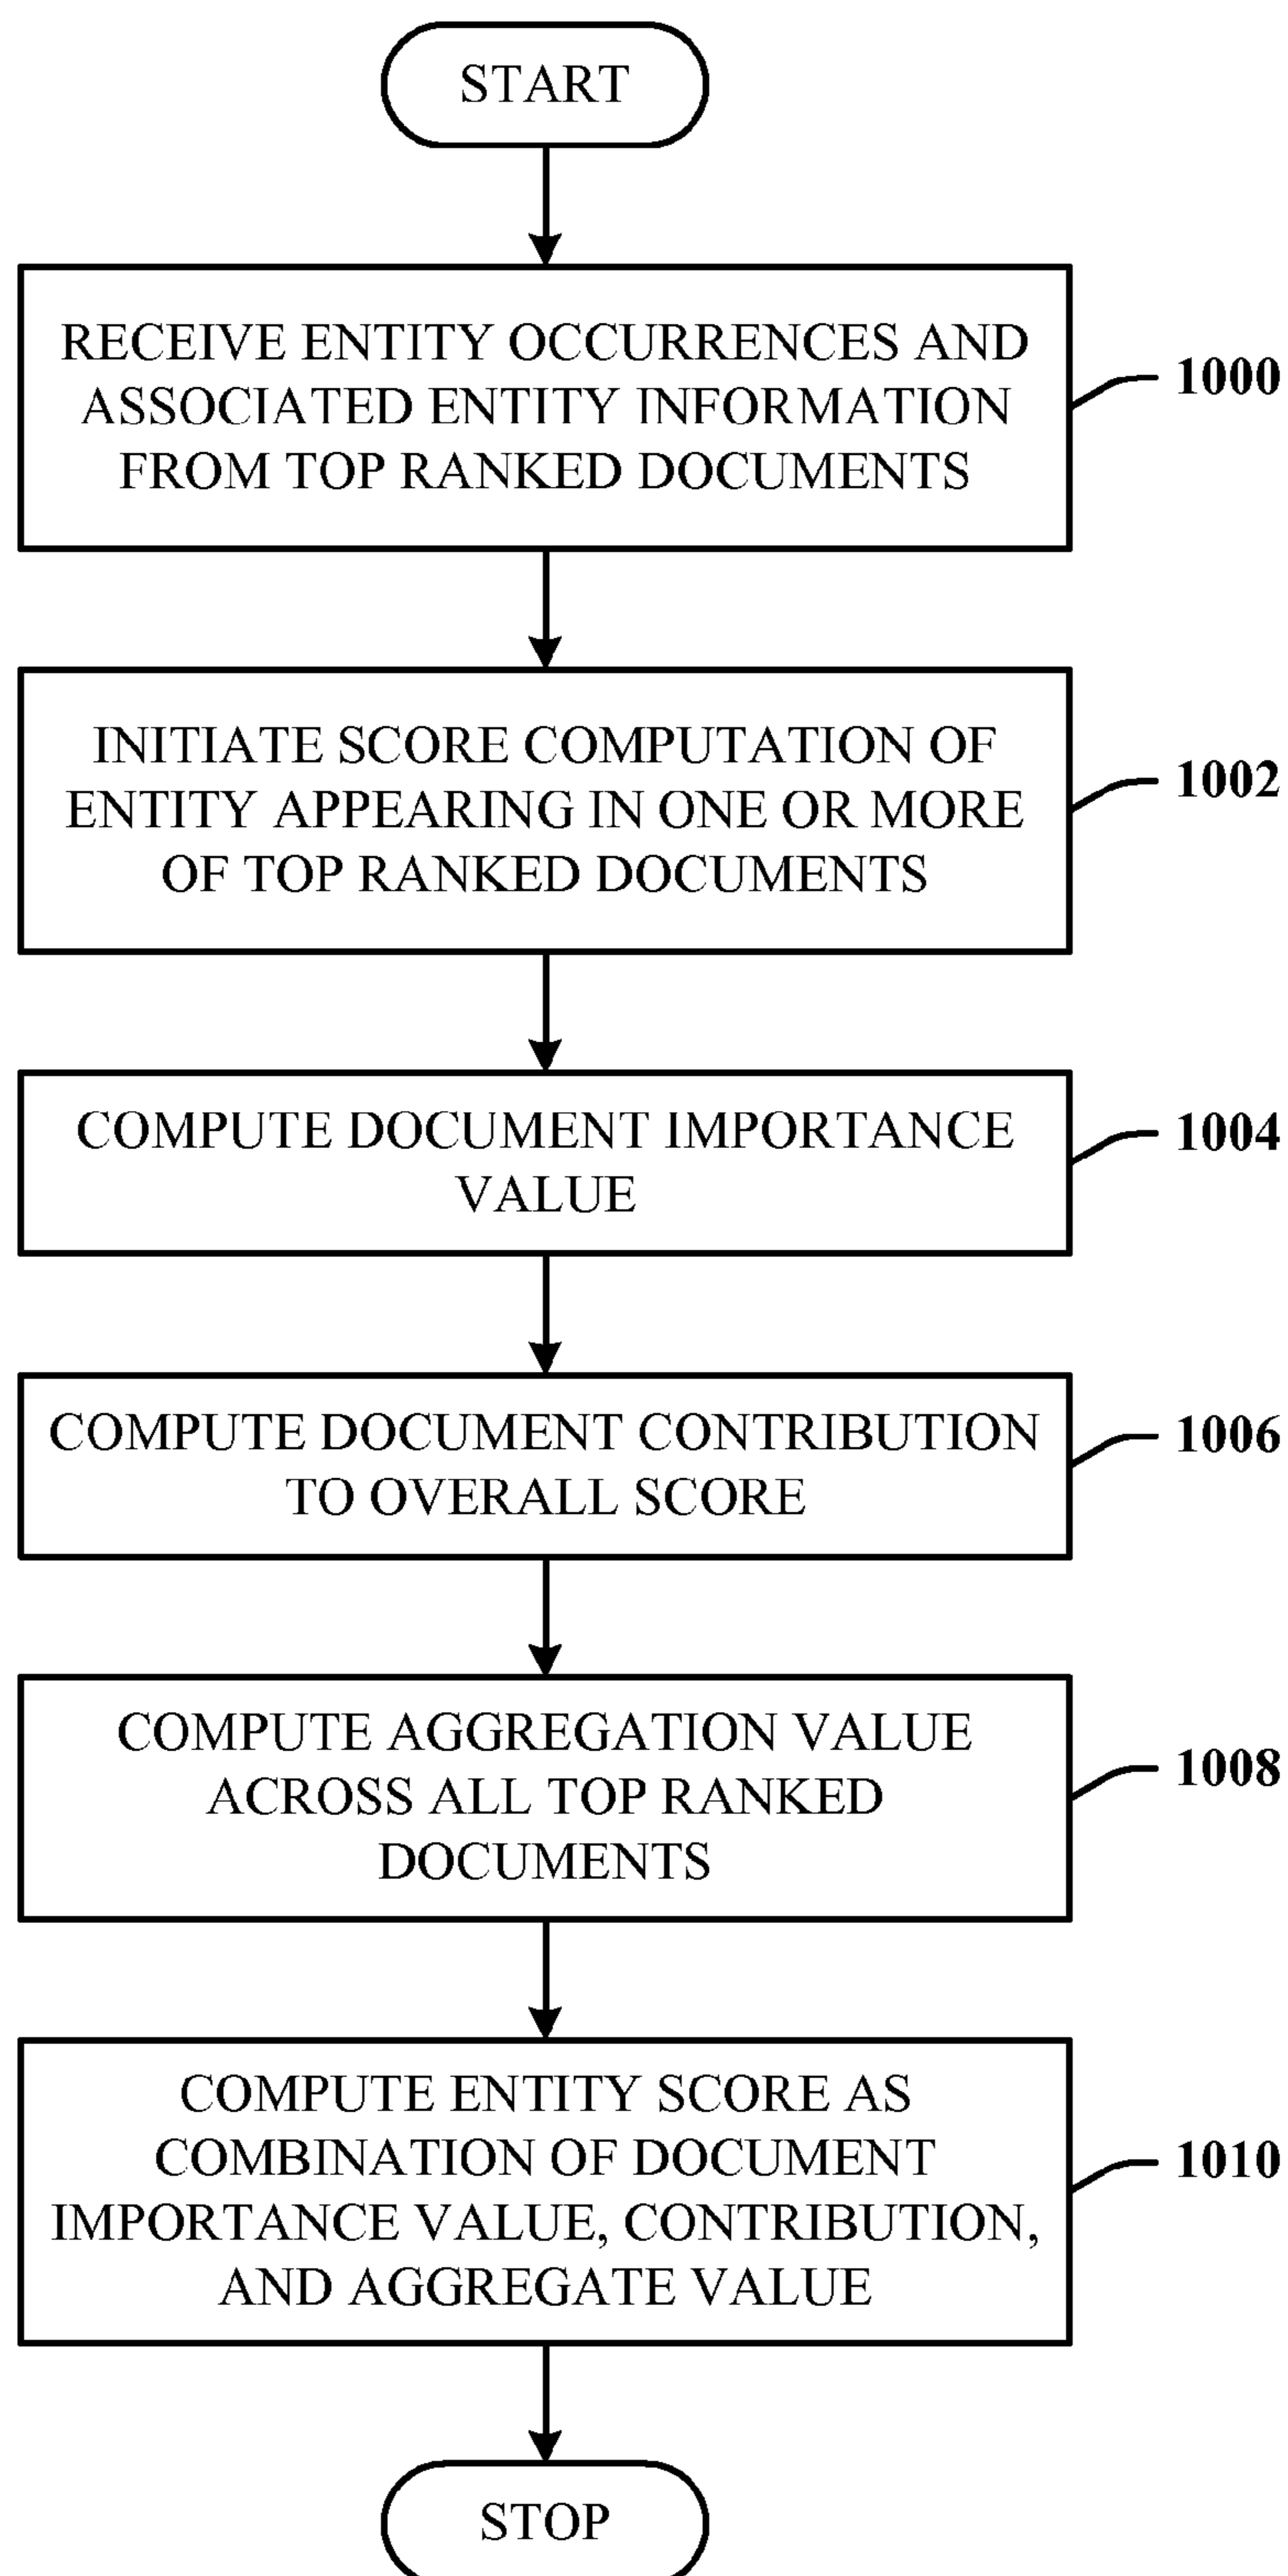 START
RECEIVE ENTITY OCCURRENCES AND
ASSOCIATED ENTITY INFORMATION
FROM TOP RANKED DOCUMENTS
1000
INITIATE SCORE COMPUTATION OF
ENTITY APPEARING IN ONE OR MORE
OF TOP RANKED DOCUMENTS
1002
COMPUTE DOCUMENT IMPORTANCE
VALUE
1004
COMPUTE DOCUMENT CONTRIBUTION
TO OVERALL SCORE
1006
COMPUTE AGGREGATION VALUE
ACROSS ALL TOP RANKED
DOCUMENTS
1008
COMPUTE ENTITY SCORE AS
COMBINATION OF DOCUMENT
IMPORTANCE VALUE, CONTRIBUTION,
AND AGGREGATE VALUE
1010
STOP